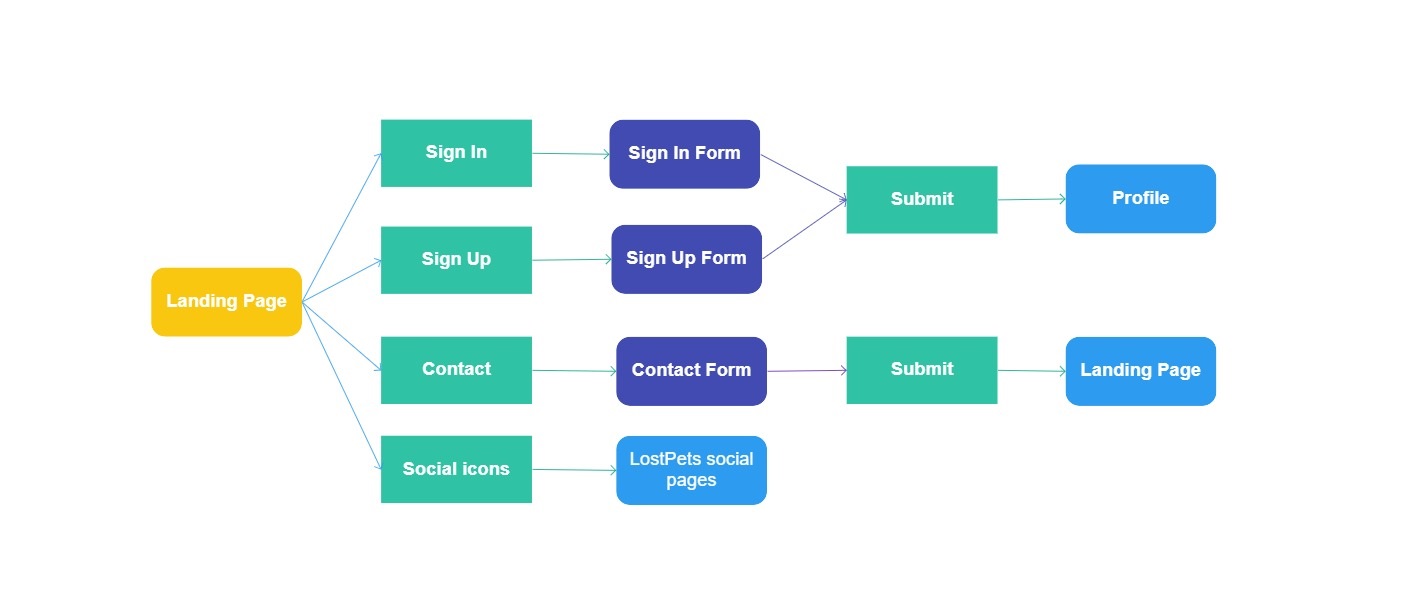 Landing Page
Sign In
Sign In Form
Sign Up
Sign Up Form
Submit
Profile
Contact
Contact Form
Submit
Landing Page
Social icons
LostPets social
pages